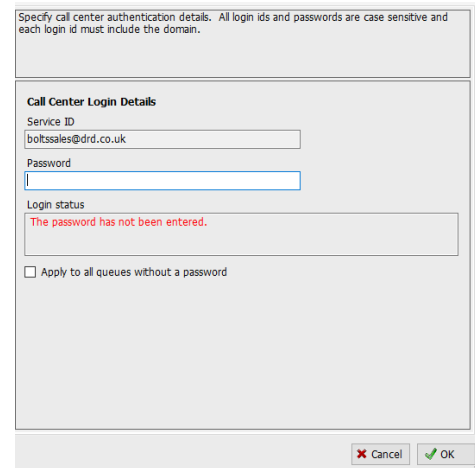 Specify call center authentication details.  All login ids and passwords are case sensitive and
each login id must include the domain.
Call Center Login Details
Service ID
boltssales@drd.co.uk
Password
Login status
The password has not been entered.
Apply to all queues without a password
Cancel
OK